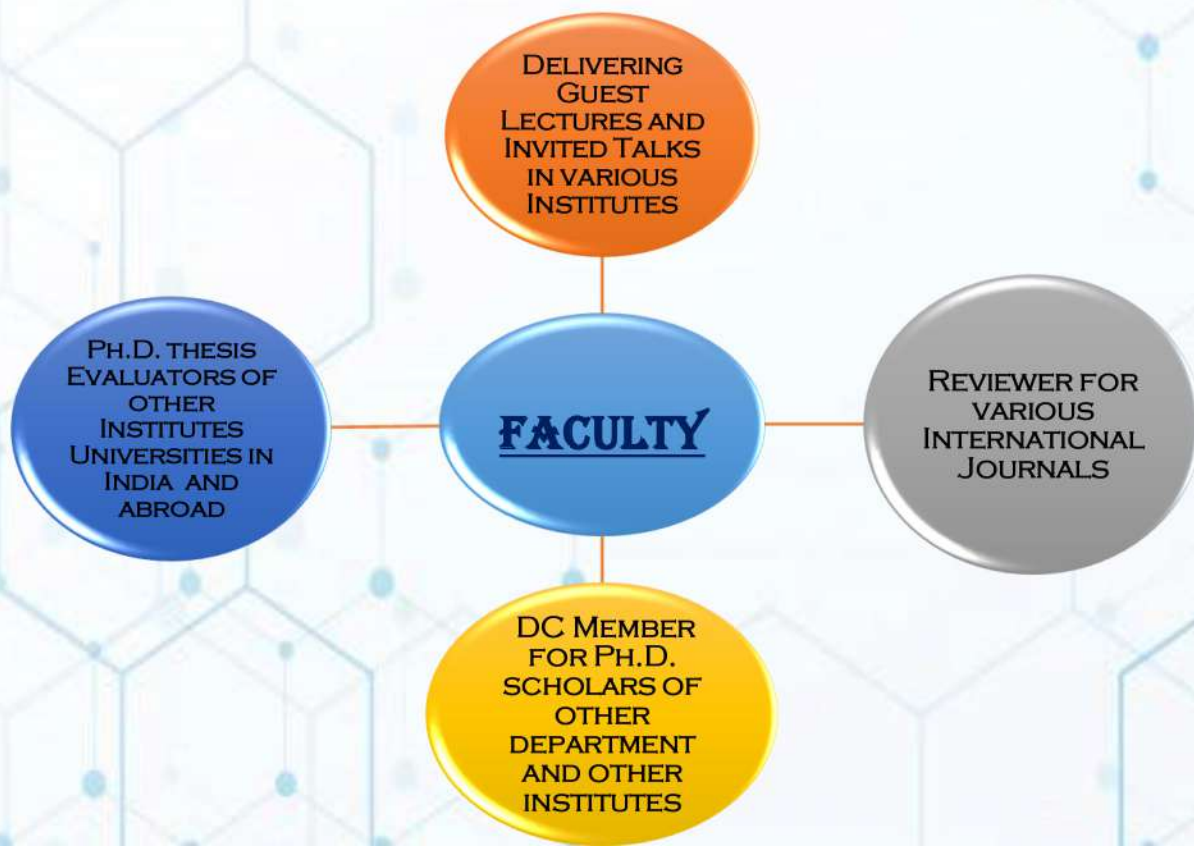 DELIVERING
GUEST
LECTURES AND
INVITED TALKS
IN VARIOUS
INSTITUTES
PH.D. THESIS
EVALUATORS OF
OTHER
INSTITUTES
UNIVERSITIES IN
INDIA AND
ABROAD
FACULTY
REVIEWER FOR
VARIOUS
INTERNATIONAL
JOURNALS
DC MEMBER
FOR PH.D.
SCHOLARS OF
OTHER
DEPARTMENT
AND OTHER
INSTITUTES